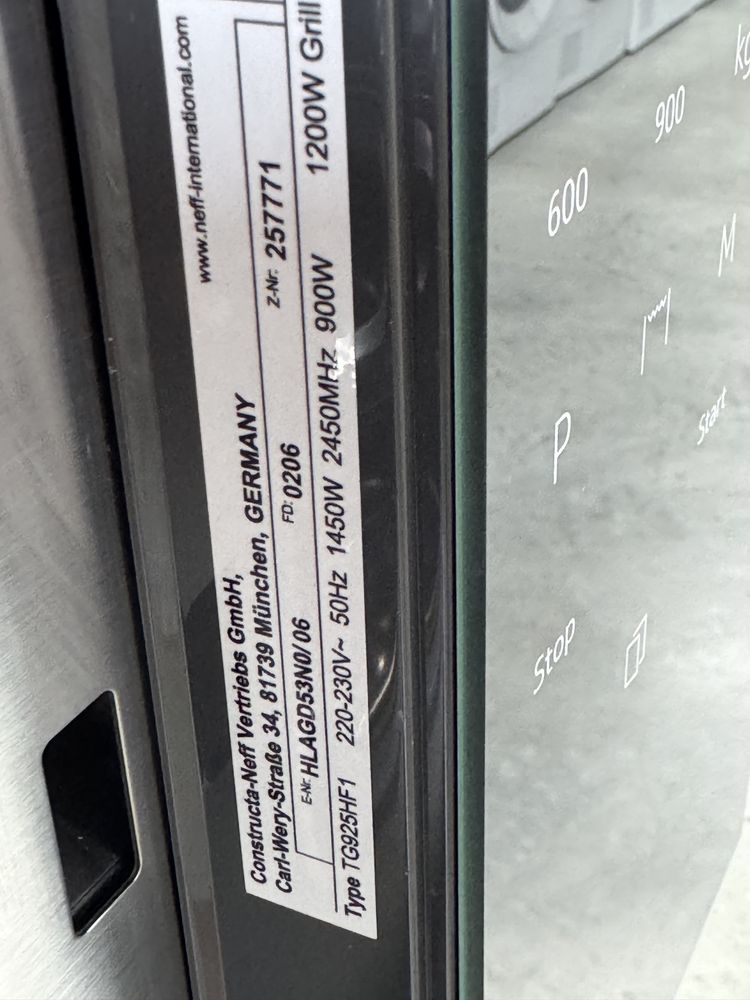 Constructa-Neff Vertriebs GmbH,
Carl-Wery-Straße 34, 81739 München, GERMANY
www.neff-international.com
E-Nr. HLAGD53N0/06 FD: 0206 Z-Nr. 257771
Type TG925HF1 220-230V~ 50Hz 1450W 2450MHz 900W 1200W Grill
600
900
kg
P
M
Start
Stop